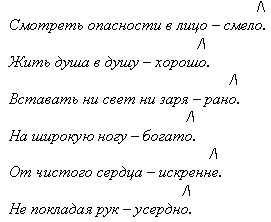 Смотреть опасности в лицо – смело.
Жить душа в душу – хорошо.
Вставать ни свет ни заря – рано.
На широкую ногу – богато.
От чистого сердца – искренне.
Не покладая рук – усердно.